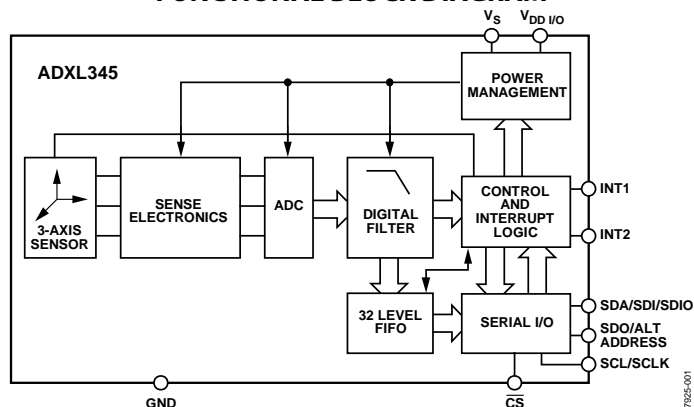 FUNCTIONAL BLOCK DIAGRAM
VS
VDD I/O
ADXL345
POWER
MANAGEMENT
3-AXIS
SENSOR
SENSE
ELECTRONICS
ADC
DIGITAL
FILTER
CONTROL
AND
INTERRUPT
LOGIC
INT1
INT2
32 LEVEL
FIFO
SERIAL I/O
SDA/SDI/SDIO
SDO/ALT
ADDRESS
SCL/SCLK
GND
CS
7925-001